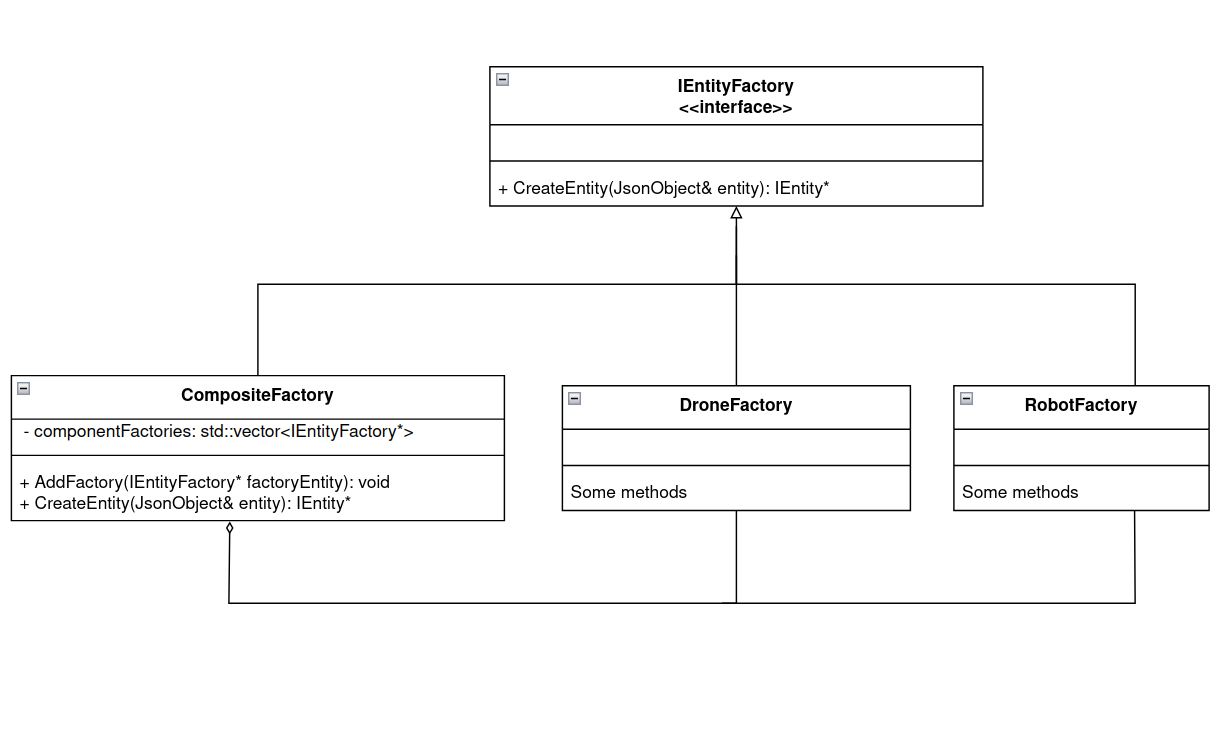 IEntityFactory
<<interface>>
+ CreateEntity(JsonObject& entity): IEntity*
CompositeFactory
- componentFactories: std::vector<IEntityFactory*>
+ AddFactory(IEntityFactory* factoryEntity): void
+ CreateEntity(JsonObject& entity): IEntity*
DroneFactory
Some methods
RobotFactory
Some methods